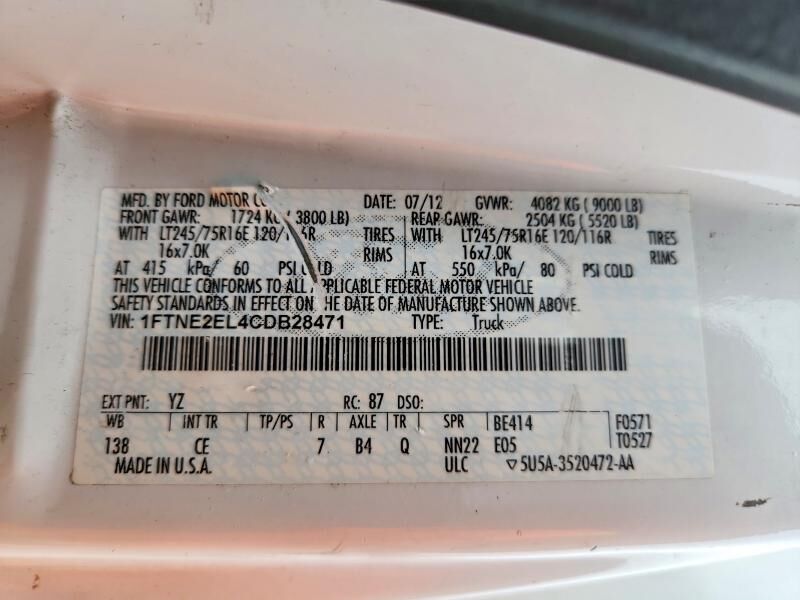 MFD. BY FORD MOTOR CO DATE: 07/12 GVWR: 4082 KG ( 9000 LB)
FRONT GAWR: 1724 KG ( 3800 LB) REAR GAWR: 2504 KG ( 5520 LB)
WITH LT245/75R16E 120/116R TIRES WITH LT245/75R16E 120/116R TIRES
16x7.0K RIMS 16x7.0K RIMS
AT 415 kPa/ 60 PSI COLD AT 550 kPa/ 80 PSI COLD
THIS VEHICLE CONFORMS TO ALL APPLICABLE FEDERAL MOTOR VEHICLE
SAFETY STANDARDS IN EFFECT ON THE DATE OF MANUFACTURE SHOWN ABOVE.
VIN: 1FTNE2EL4CDB28471 TYPE: Truck
EXT PNT: YZ RC: 87 DSO:
WB INT TR TP/PS R AXLE TR SPR BE414 F0571
138 CE 7 B4 Q NN22 E05 T0527
MADE IN U.S.A. ULC ▽5U5A-3520472-AA